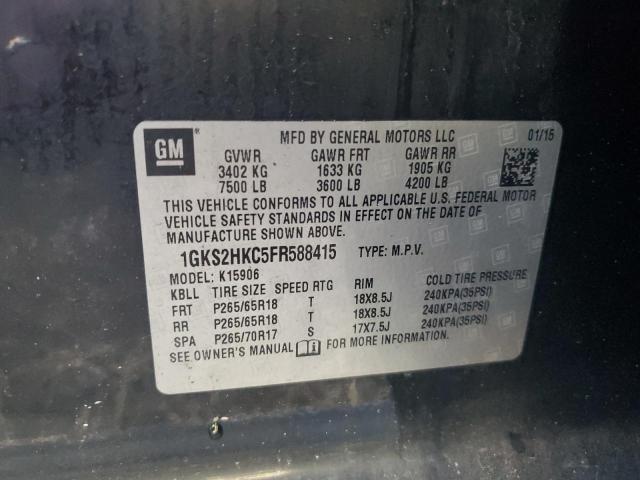 GM ® MFD BY GENERAL MOTORS LLC 01/15
GVWR GAWR FRT GAWR RR
3402 KG 1633 KG 1905 KG
7500 LB 3600 LB 4200 LB
THIS VEHICLE CONFORMS TO ALL APPLICABLE U.S. FEDERAL MOTOR
VEHICLE SAFETY STANDARDS IN EFFECT ON THE DATE OF
MANUFACTURE SHOWN ABOVE.
1GKS2HKC5FR588415 TYPE: M.P.V.
MODEL: K15906
KBLL TIRE SIZE SPEED RTG RIM COLD TIRE PRESSURE
FRT P265/65R18 T 18X8.5J 240KPA(35PSI)
RR P265/65R18 T 18X8.5J 240KPA(35PSI)
SPA P265/70R17 S 17X7.5J 240KPA(35PSI)
SEE OWNER'S MANUAL FOR MORE INFORMATION.